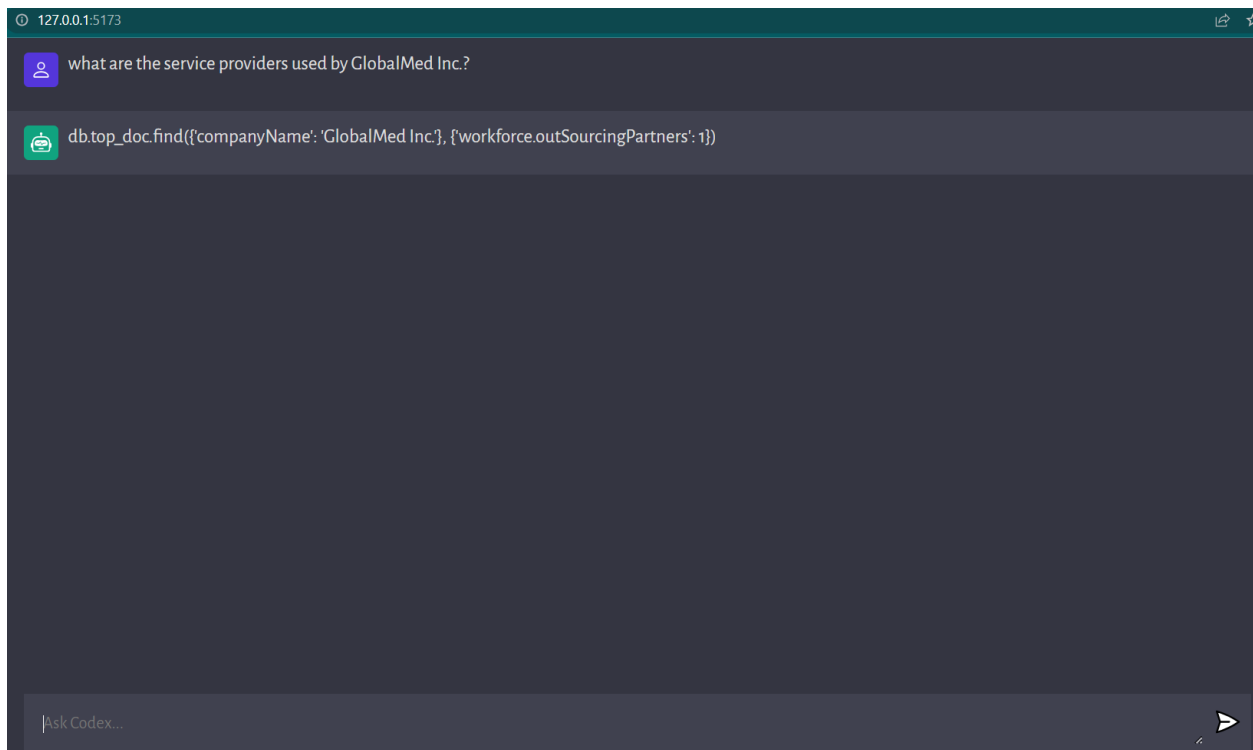 127.0.0.1:5173
what are the service providers used by GlobalMed Inc.?
db.top_doc.find({'companyName': 'GlobalMed Inc.'}, {'workforce.outSourcingPartners': 1})
Ask Codex...